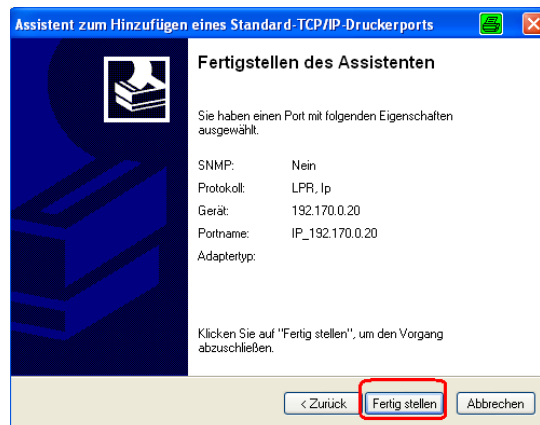 Assistent zum Hinzufügen eines Standard-TCP/IP-Druckerports
Fertigstellen des Assistenten
Sie haben einen Port mit folgenden Eigenschaften
ausgewählt.
SNMP: Nein
Protokoll: LPR, lp
Gerät: 192.170.0.20
Portname: IP_192.170.0.20
Adaptertyp:
Klicken Sie auf "Fertig stellen", um den Vorgang
abzuschließen.
< Zurück Fertig stellen Abbrechen